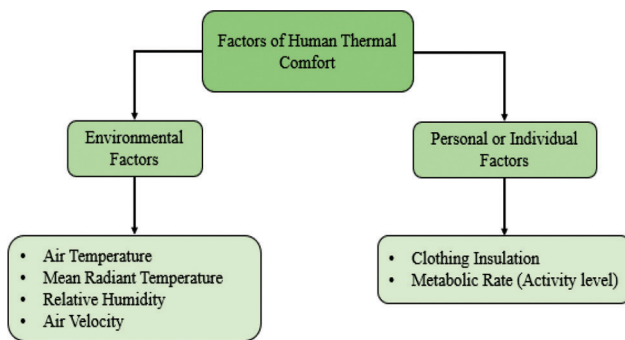 Factors of Human Thermal
Comfort
Environmental
Factors
Personal or Individual
Factors
• Air Temperature
• Mean Radiant Temperature
• Relative Humidity
• Air Velocity
• Clothing Insulation
• Metabolic Rate (Activity level)